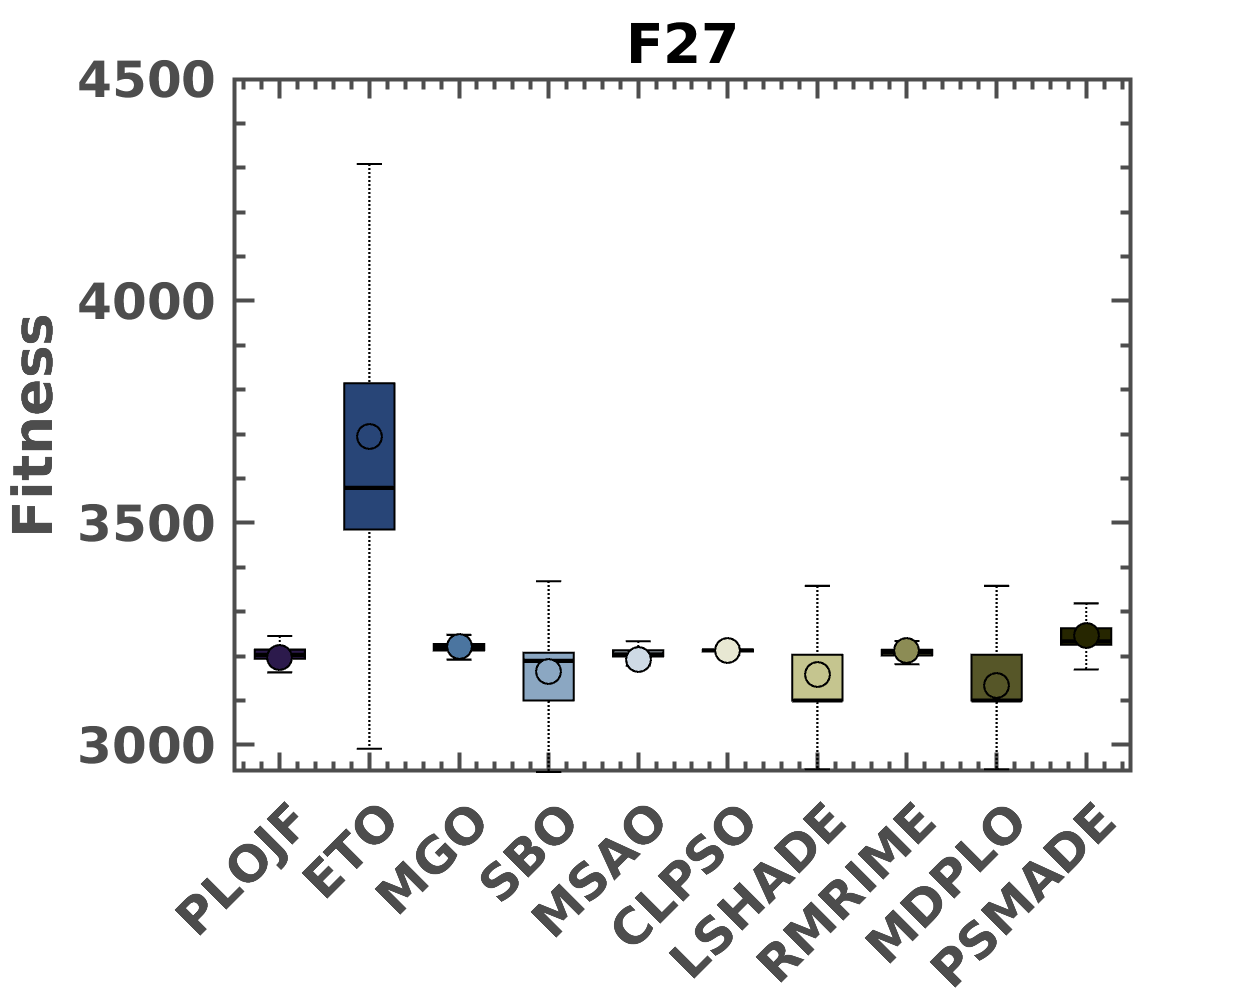 F27
4500
4000
3500
3000
Fitness
PLOJF
ETO
MGO
SBO
MSAO
CLPSO
LSHADE
RMRIME
MDPLO
PSMADE